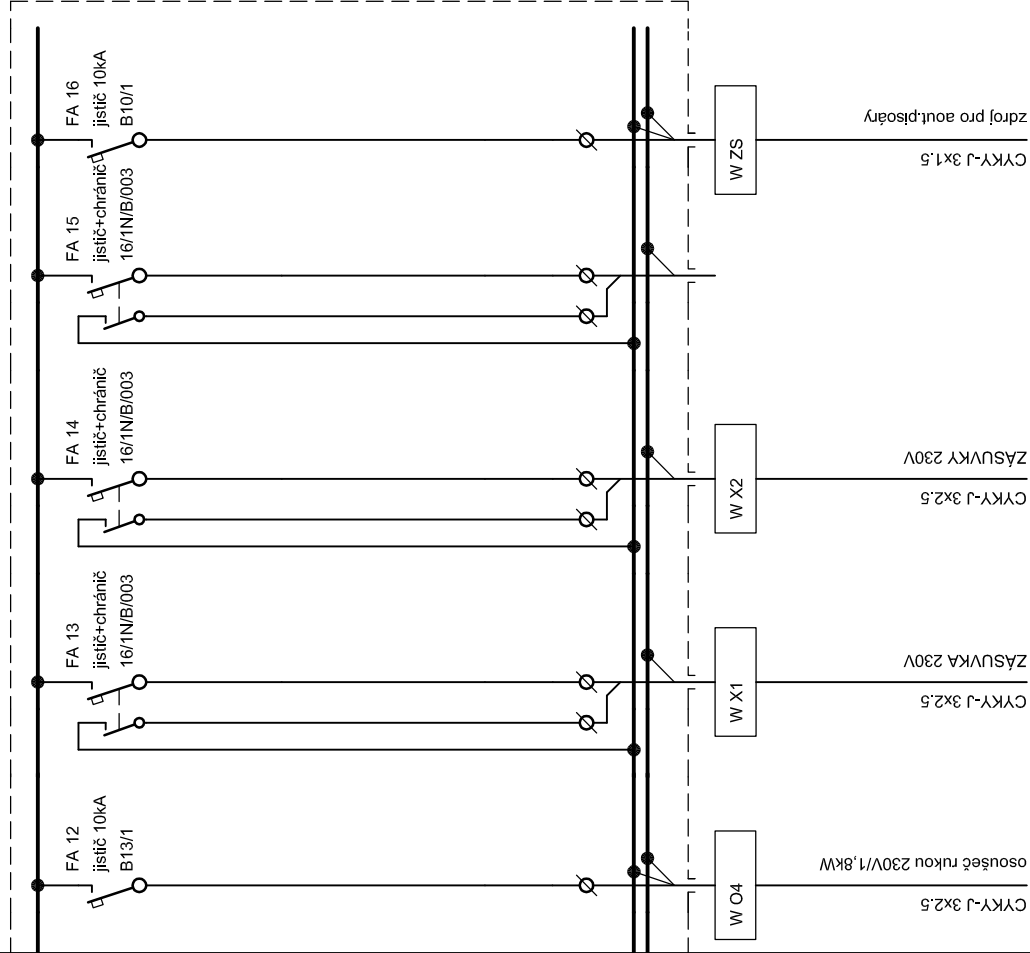 FA 16
jistič 10kA
B10/1
W ZS
zdroj pro aout.pisoáry
CYKY-J 3x1.5
FA 15
jistič+chránič
16/1N/B/003
FA 14
jistič+chránič
16/1N/B/003
W X2
ZÁSUVKY 230V
CYKY-J 3x2.5
FA 13
jistič+chránič
16/1N/B/003
W X1
ZÁSUVKA 230V
CYKY-J 3x2.5
FA 12
jistič 10kA
B13/1
W O4
osoušeč rukou 230V/1,8kW
CYKY-J 3x2.5